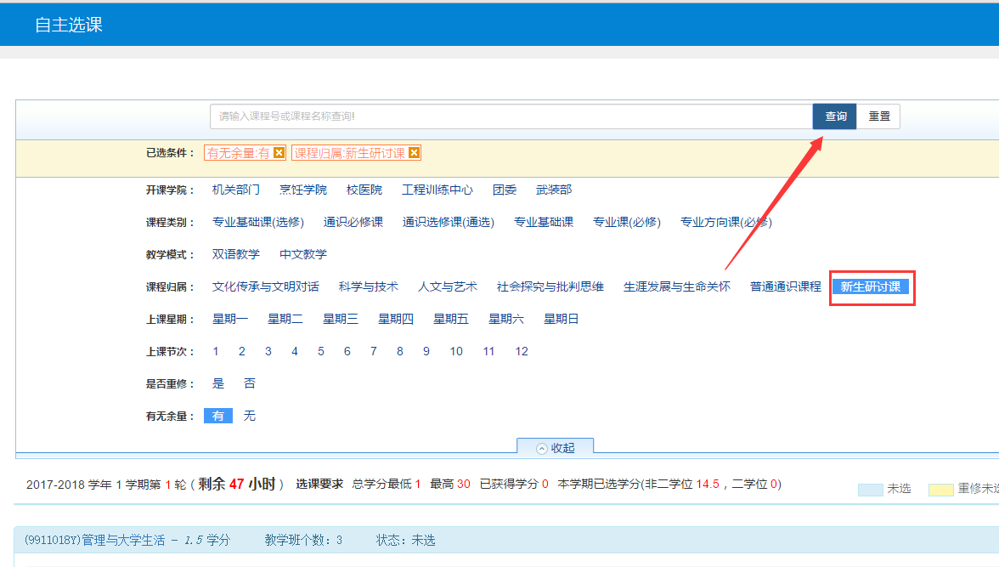 自主选课
请输入课程号或课程名称查询! 查询 重置
已选条件： 有无余量:有 课程归属:新生研讨课
开课学院： 机关部门 烹饪学院 校医院 工程训练中心 团委 武装部
课程类别： 专业基础课(选修) 通识必修课 通识选修课(通选) 专业基础课 专业课(必修) 专业方向课(必修)
教学模式： 双语教学 中文教学
课程归属： 文化传承与文明对话 科学与技术 人文与艺术 社会探究与批判思维 生涯发展与生命关怀 普通通识课程 新生研讨课
上课星期： 星期一 星期二 星期三 星期四 星期五 星期六 星期日
上课节次： 1 2 3 4 5 6 7 8 9 10 11 12
是否重修： 是 否
有无余量： 有 无
收起
2017-2018 学年 1 学期第 1 轮 ( 剩余 47 小时 ) 选课要求 总学分最低 1 最高 30 已获得学分 0 本学期已选学分(非二学位 14.5，二学位 0)
未选 重修未选
(9911018Y)管理与大学生活 - 1.5 学分 教学班个数：3 状态：未选